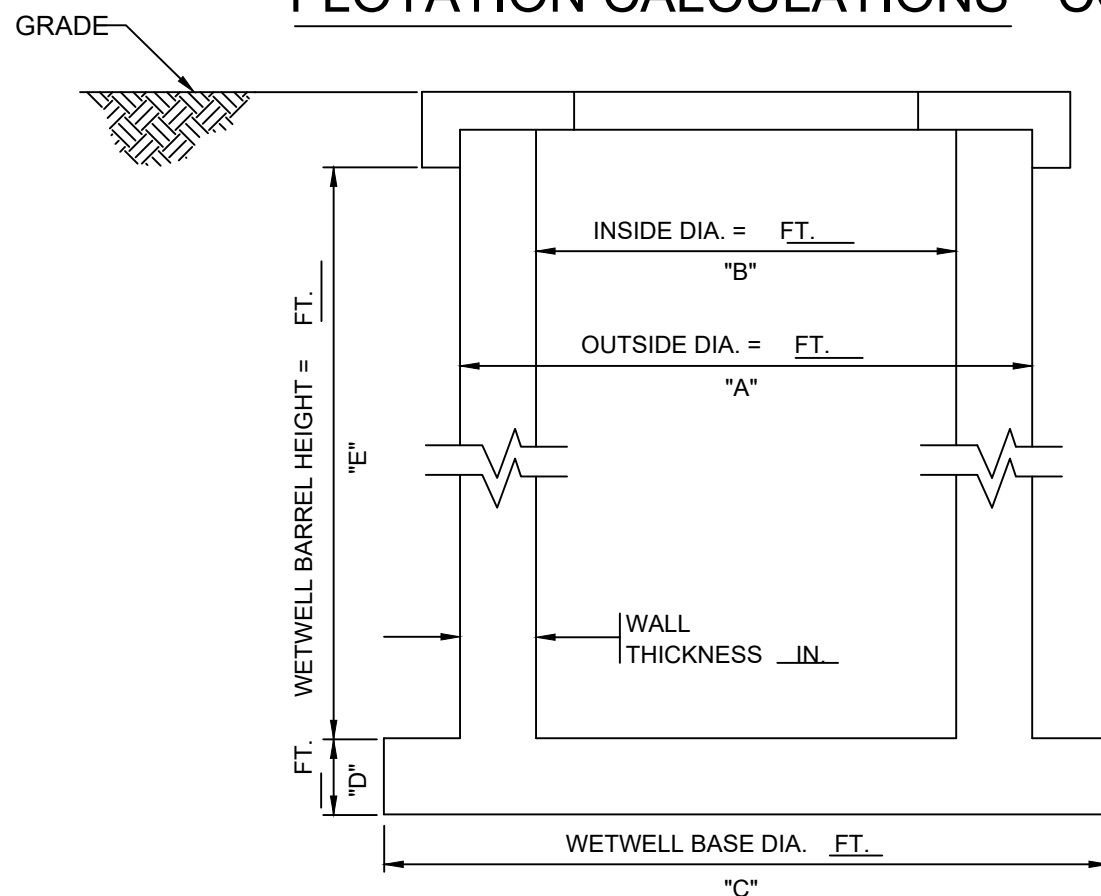 FLOTATION CALCULATIONS
GRADE
INSIDE DIA. = FT.
"B"
OUTSIDE DIA. = FT.
"A"
WETWELL BARREL HEIGHT = FT.
"E"
WALL
THICKNESS IN.
FT.
"D"
WETWELL BASE DIA. FT.
"C"